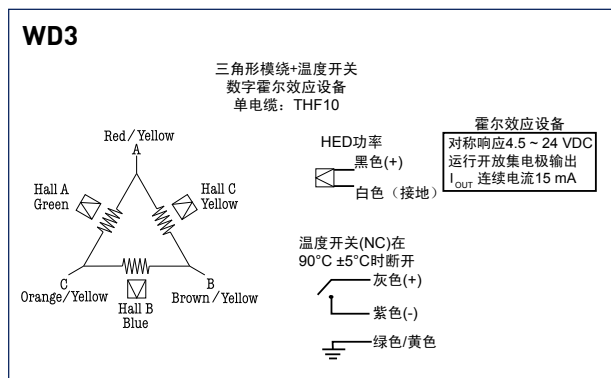 WD3
三角形模绕+温度开关
数字霍尔效应设备
单电缆：THF10
Red/Yellow
A
Hall A
Green
Hall C
Yellow
C
Orange/Yellow
B
Brown/Yellow
Hall B
Blue
HED功率
黑色(+)
白色（接地）
霍尔效应设备
对称响应4.5 ~ 24 VDC
运行开放集电极输出
I_OUT 连续电流15 mA
温度开关(NC)在
90°C ±5°C时断开
灰色(+)
紫色(-)
绿色/黄色